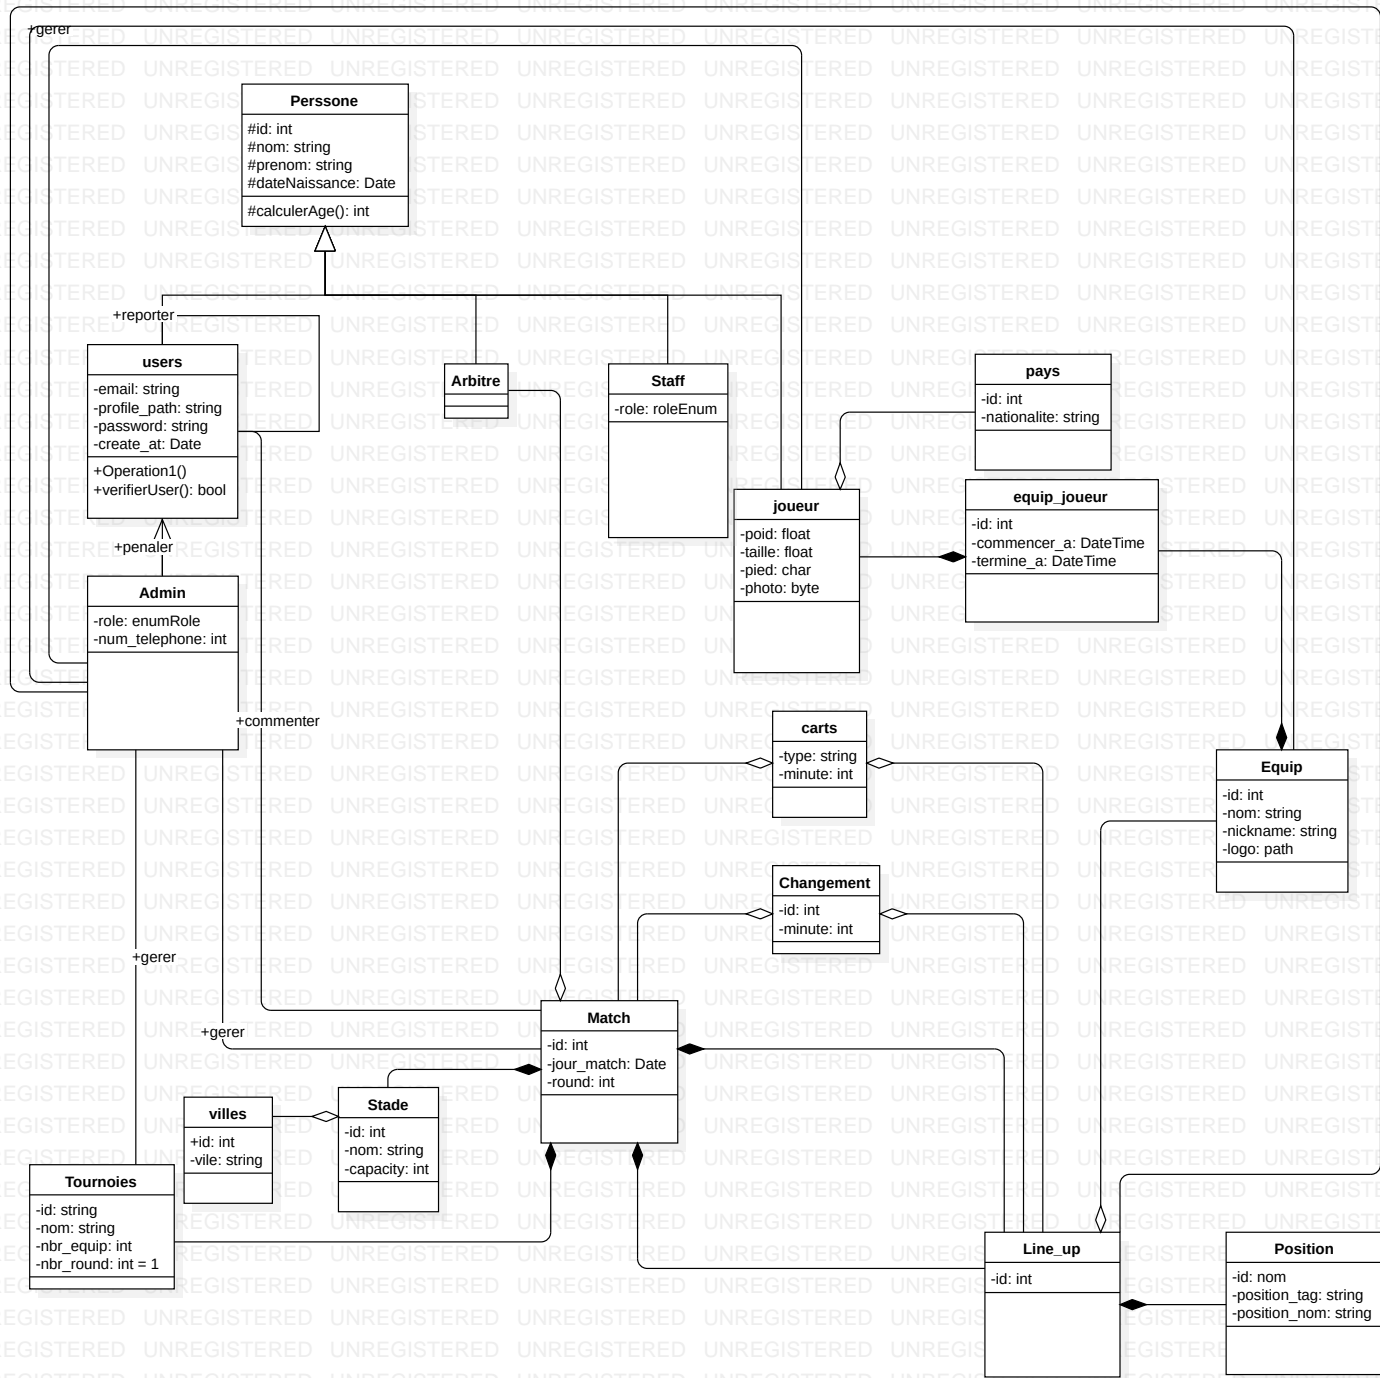 +gerer
Perssone
#id: int
#nom: string
#prenom: string
#dateNaissance: Date
#calculerAge(): int
+reporter
users
-email: string
-profile_path: string
-password: string
-create_at: Date
+Operation1()
+verifierUser(): bool
Arbitre
Staff
-role: roleEnum
pays
-id: int
-nationalite: string
joueur
-poid: float
-taille: float
-pied: char
-photo: byte
equip_joueur
-id: int
-commencer_a: DateTime
-termine_a: DateTime
+penaler
Admin
-role: enumRole
-num_telephone: int
+commenter
carts
-type: string
-minute: int
Equip
-id: int
-nom: string
-nickname: string
-logo: path
Changement
-id: int
-minute: int
+gerer
+gerer
Match
-id: int
-jour_match: Date
-round: int
Stade
-id: int
-nom: string
-capacity: int
villes
+id: int
-vile: string
Tournoies
-id: string
-nom: string
-nbr_equip: int
-nbr_round: int = 1
Line_up
-id: int
Position
-id: nom
-position_tag: string
-position_nom: string
UNREGISTERED